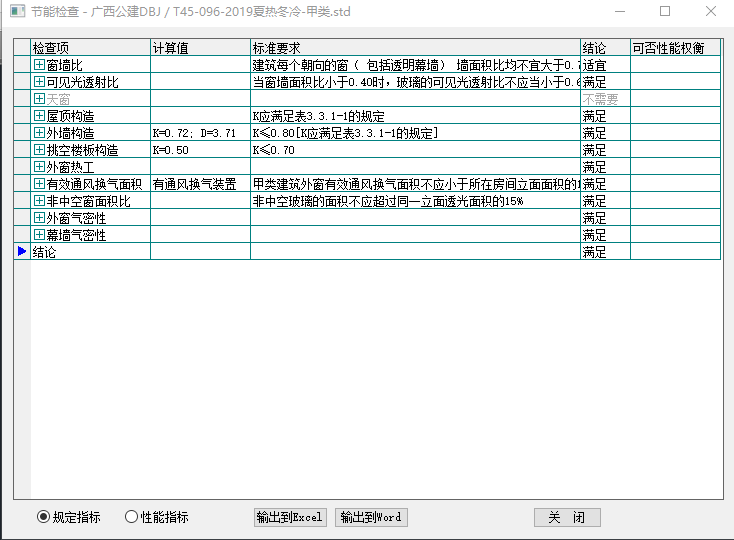 节能检查 - 广西公建DBJ / T45-096-2019夏热冬冷-甲类.std
检查项 计算值 标准要求 结论 可否性能权衡
窗墙比 建筑每个朝向的窗（ 包括透明幕墙） 墙面积比均不宜大于0. 适宜
可见光透射比 当窗墙面积比小于0.40时，玻璃的可见光透射比不应当小于0.6 满足
天窗 不需要
屋顶构造 K应满足表3.3.1-1的规定 满足
外墙构造 K=0.72; D=3.71 K≤0.80[K应满足表3.3.1-1的规定] 满足
挑空楼板构造 K=0.50 K≤0.70 满足
外窗热工 满足
有效通风换气面积 有通风换气装置 甲类建筑外窗有效通风换气面积不应小于所在房间立面面积的 满足
非中空窗面积比 非中空玻璃的面积不应超过同一立面透光面积的15% 满足
外窗气密性 满足
幕墙气密性 满足
结论 满足
规定指标 性能指标 输出到Excel 输出到Word 关 闭